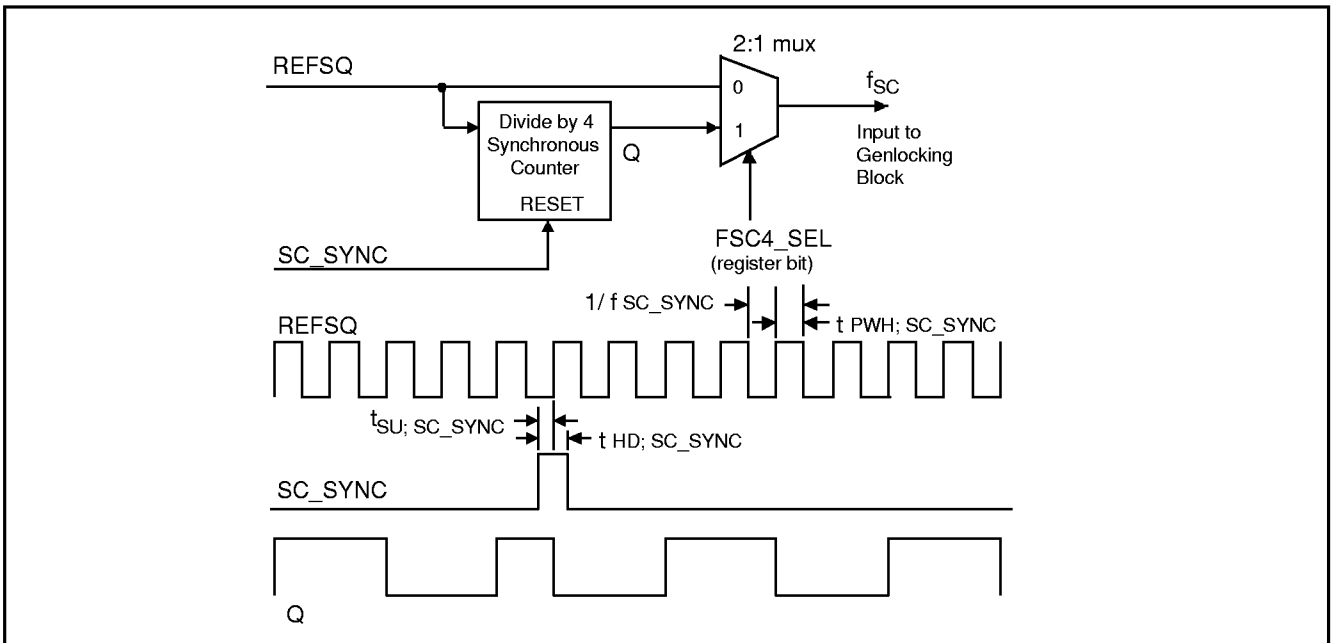 2:1 mux
REFSQ
0
f SC
Divide by 4
Synchronous
Counter
RESET
Q
1
Input to
Genlocking
Block
SC_SYNC
FSC4_SEL
(register bit)
1/ f SC_SYNC
REFSQ
t PWH; SC_SYNC
tSU; SC_SYNC
t HD; SC_SYNC
SC_SYNC
Q